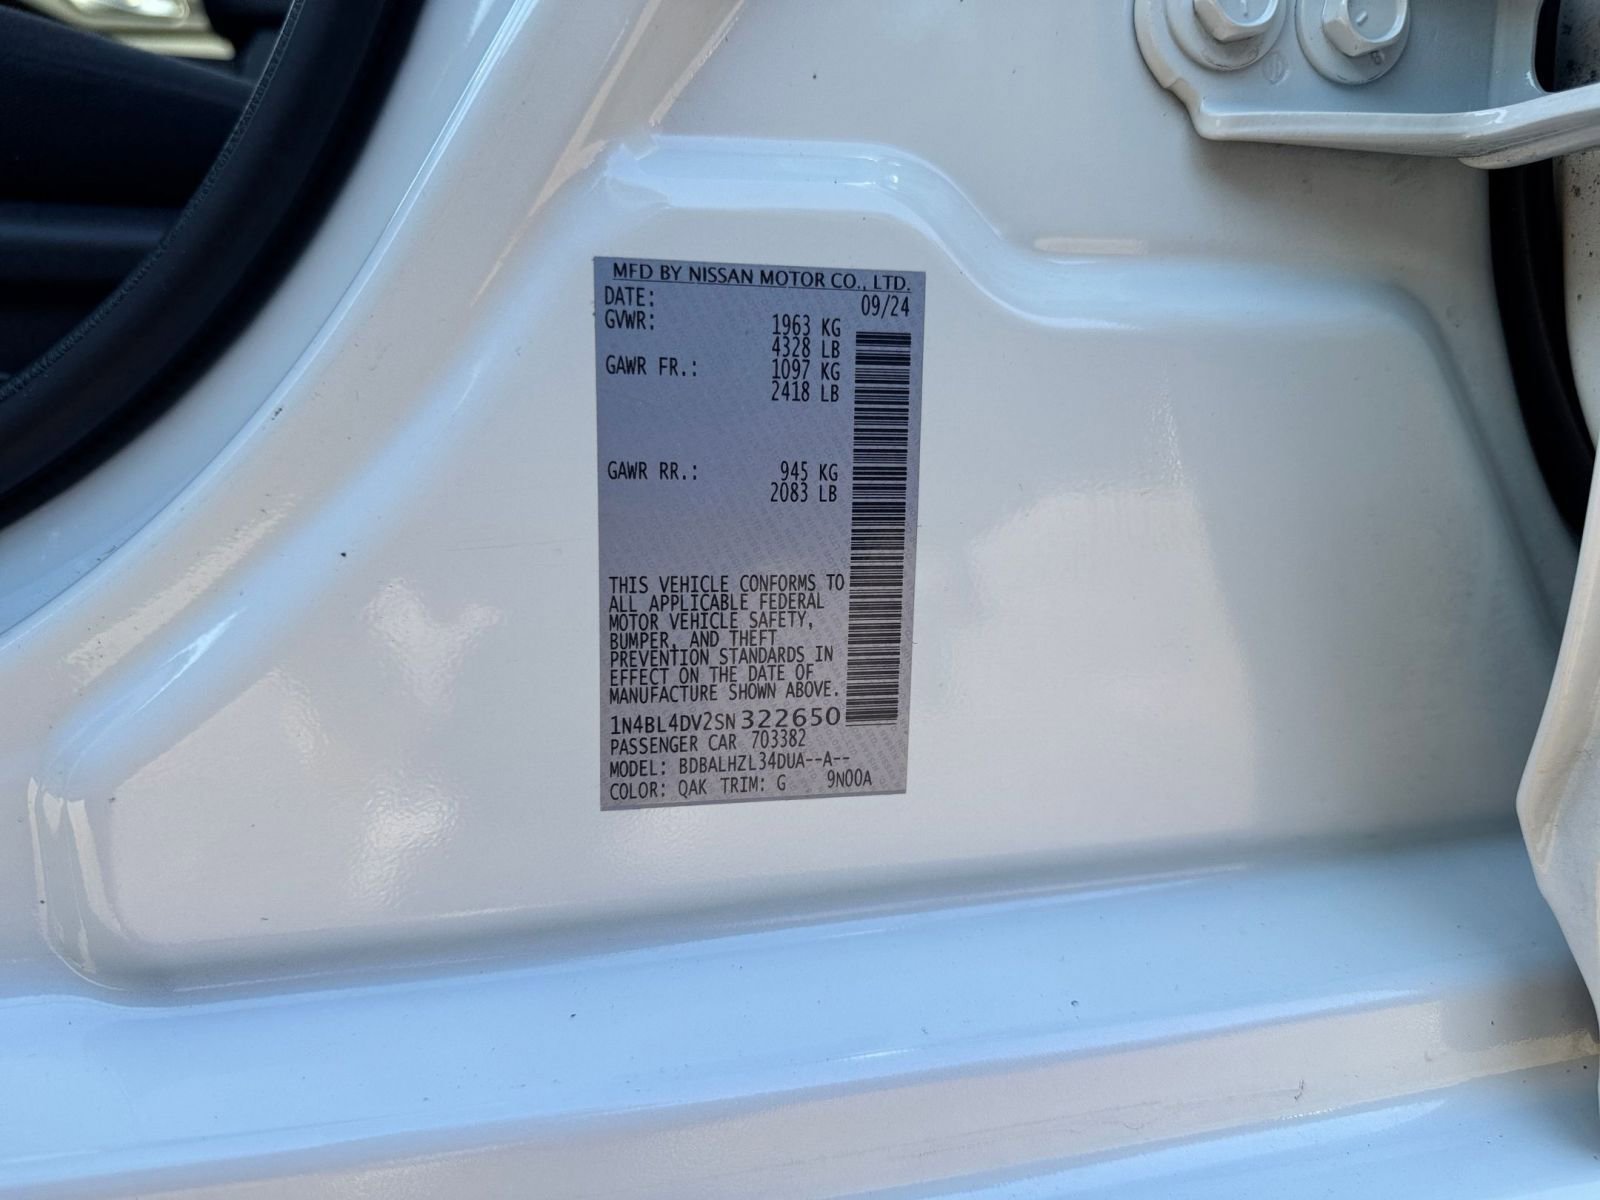 MFD BY NISSAN MOTOR CO., LTD.
DATE: 09/24
GVWR: 1963 KG
4328 LB
GAWR FR.: 1097 KG
2418 LB
GAWR RR.: 945 KG
2083 LB
THIS VEHICLE CONFORMS TO
ALL APPLICABLE FEDERAL
MOTOR VEHICLE SAFETY,
BUMPER, AND THEFT
PREVENTION STANDARDS IN
EFFECT ON THE DATE OF
MANUFACTURE SHOWN ABOVE.
1N4BL4DV2SN322650
PASSENGER CAR 703382
MODEL: BDBALHZL34DUA--A--
COLOR: QAK TRIM: G 9N00A